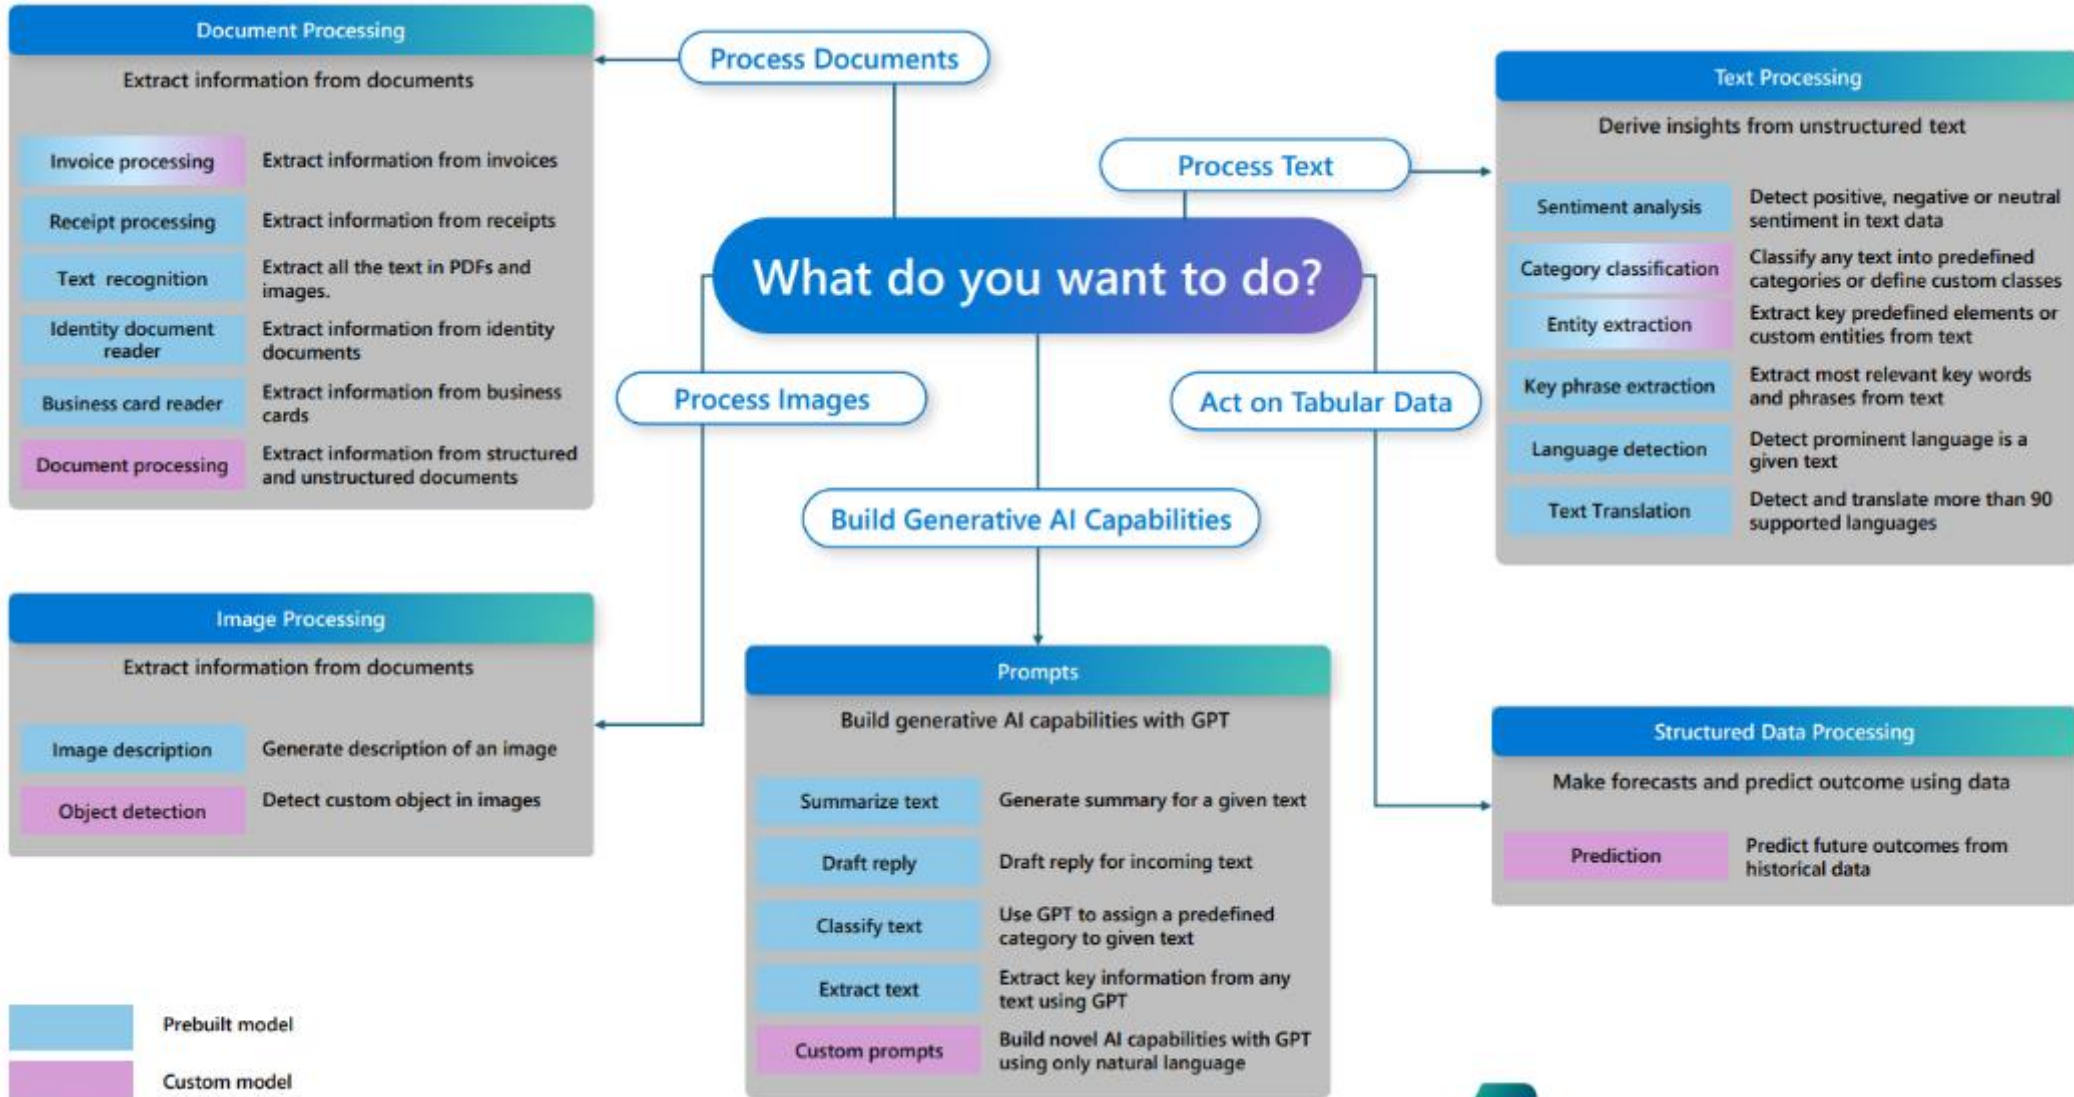 Document Processing
Extract information from documents
Invoice processing
Extract information from invoices
Receipt processing
Extract information from receipts
Text recognition
Extract all the text in PDFs and
images.
Identity document
reader
Extract information from identity
documents
Business card reader
Extract information from business
cards
Document processing
Extract information from structured
and unstructured documents
Process Documents
Process Text
What do you want to do?
Process Images
Act on Tabular Data
Build Generative AI Capabilities
Text Processing
Derive insights from unstructured text
Sentiment analysis
Detect positive, negative or neutral
sentiment in text data
Category classification
Classify any text into predefined
categories or define custom classes
Entity extraction
Extract key predefined elements or
custom entities from text
Key phrase extraction
Extract most relevant key words
and phrases from text
Language detection
Detect prominent language is a
given text
Text Translation
Detect and translate more than 90
supported languages
Image Processing
Extract information from documents
Image description
Generate description of an image
Object detection
Detect custom object in images
Prompts
Build generative AI capabilities with GPT
Summarize text
Generate summary for a given text
Draft reply
Draft reply for incoming text
Classify text
Use GPT to assign a predefined
category to given text
Extract text
Extract key information from any
text using GPT
Custom prompts
Build novel AI capabilities with GPT
using only natural language
Structured Data Processing
Make forecasts and predict outcome using data
Prediction
Predict future outcomes from
historical data
Prebuilt model
Custom model